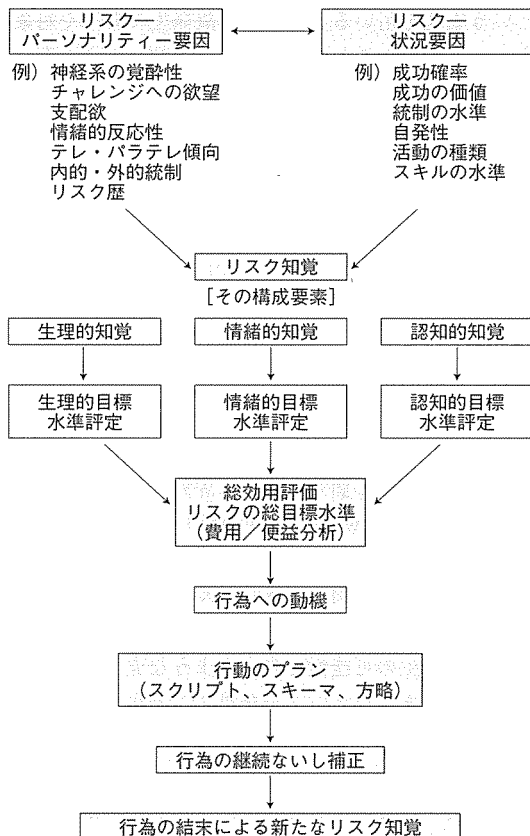 リスク―
パーソナリティー要因
リスク―
状況要因
例）神経系の覚酔性
チャレンジへの欲望
支配欲
情緒的反応性
テレ・パラテレ傾向
内的・外的統制
リスク歴
例）成功確率
成功の価値
統制の水準
自発性
活動の種類
スキルの水準
リスク知覚
［その構成要素］
生理的知覚
情緒的知覚
認知的知覚
生理的目標
水準評定
情緒的目標
水準評定
認知的目標
水準評定
総効用評価
リスクの総目標水準
（費用／便益分析）
行為への動機
行動のプラン
（スクリプト、スキーマ、方略）
行為の継続ないし補正
行為の結末による新たなリスク知覚